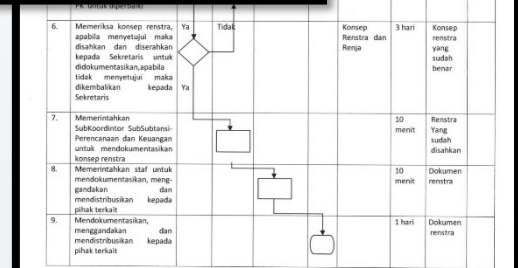 PK untuk diperbaiki
6. Memeriksa konsep renstra, Ya Tidak Konsep 3 hari Konsep
apabila menyetujui maka Renstra dan renstra
disahkan dan diserahkan Renja yang
kepada Sekretaris untuk sudah
didokumentasikan,apabila benar
tidak menyetujui maka
dikembalikan kepada Ya
Sekretaris
7. Memerintahkan 10 Renstra
SubKoordintor SubSubtansi- menit Yang
Perencanaan dan Keuangan sudah
untuk mendokumentasikan disahkan
konsep renstra
8. Memerintahkan staf untuk 10 Dokumen
mendokumentasikan, meng- menit renstra
gandakan dan
mendistribusikan kepada
pihak terkait
9. Mendokumentasikan, 1 hari Dokumen
menggandakan dan renstra
mendistribusikan kepada
pihak terkait